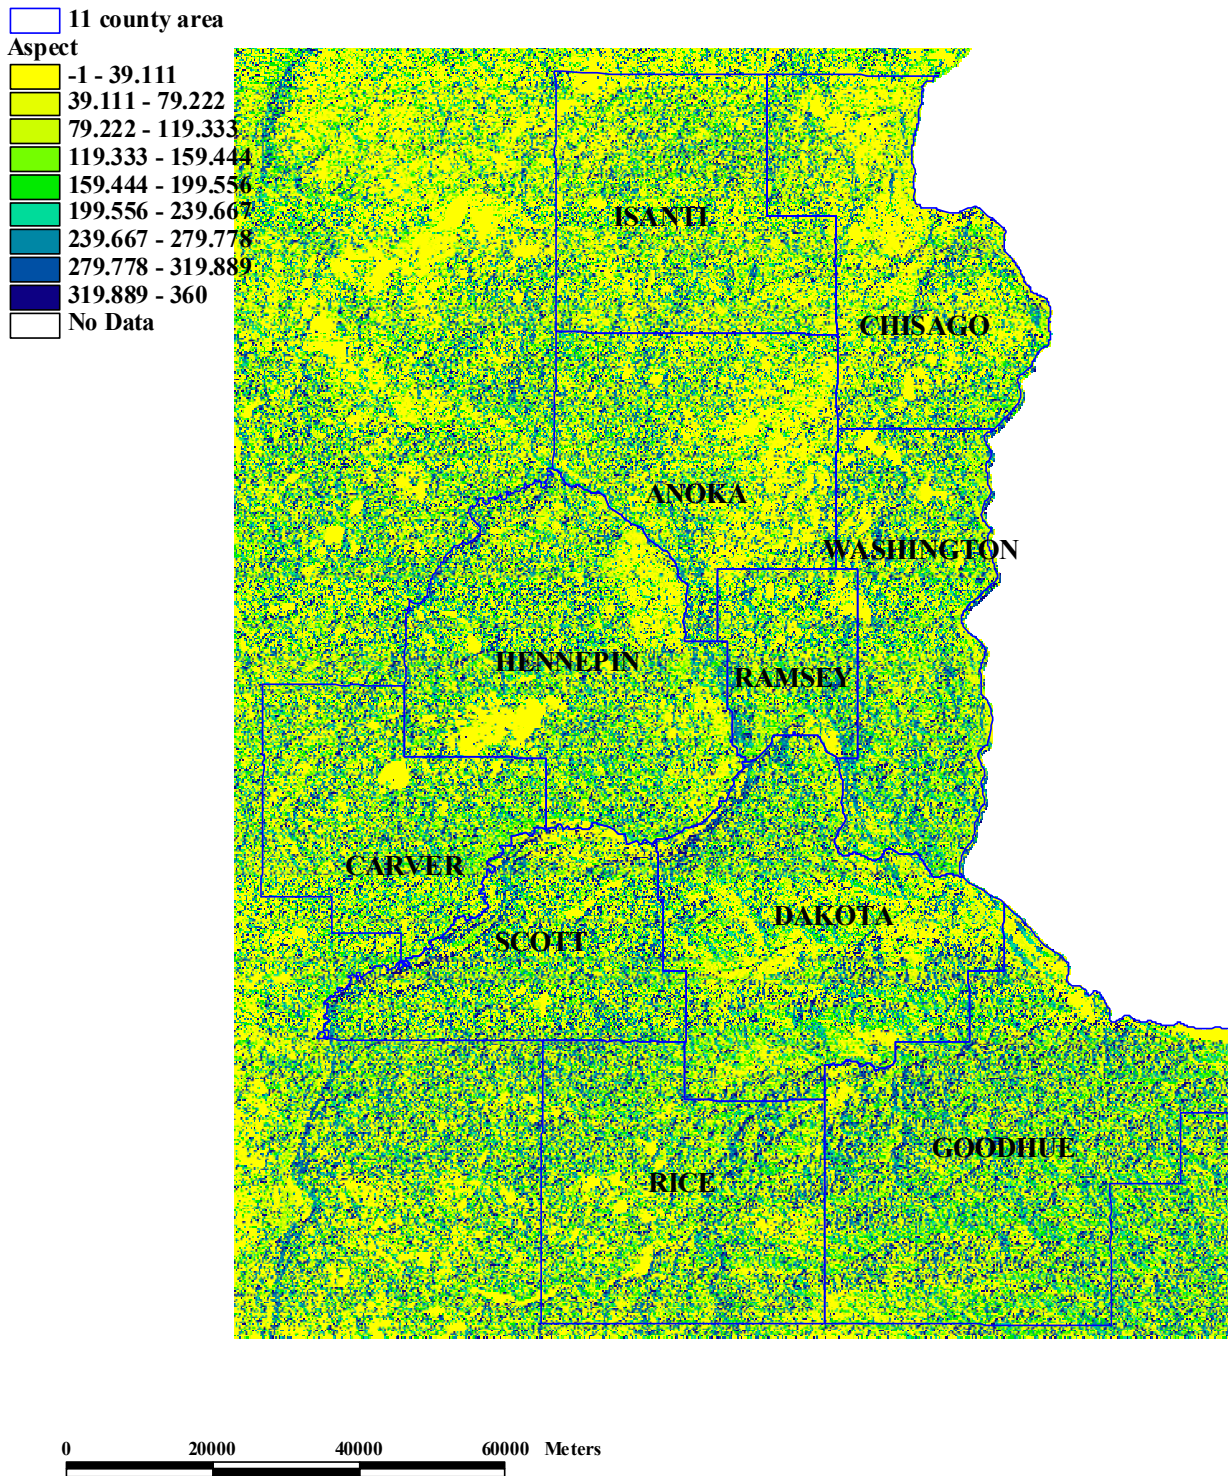 11 county area
Aspect
-1 - 39.111
39.111 - 79.222
79.222 - 119.333
119.333 - 159.444
159.444 - 199.556
199.556 - 239.667
239.667 - 279.778
279.778 - 319.889
319.889 - 360
No Data
ISANTI
CHISAGO
ANOKA
WASHINGTON
HENNEPIN
RAMSEY
CARVER
DAKOTA
SCOTT
GOODHUE
RICE
0 20000 40000 60000 Meters